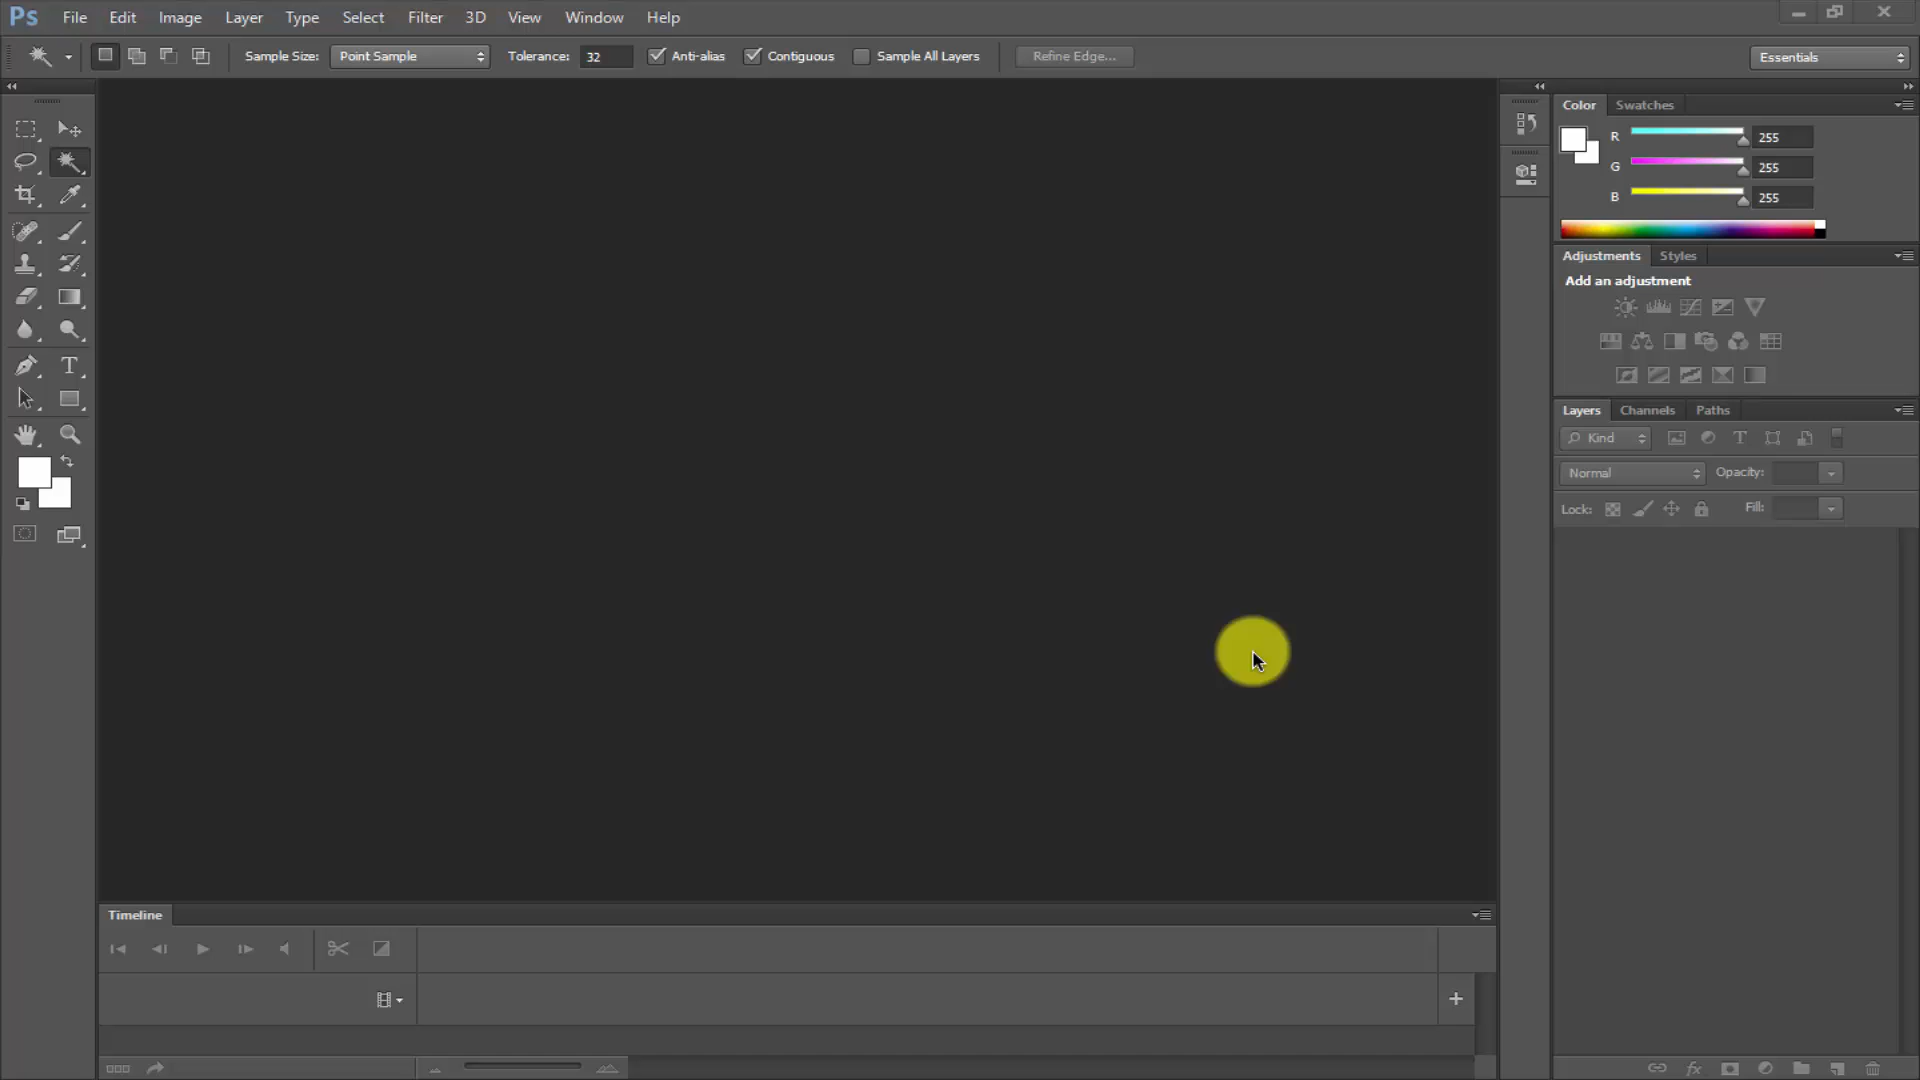 Ps File Edit Image Layer Type Select Filter 3D View Window Help
Sample Size: Point Sample Tolerance: 32 Anti-alias Contiguous Sample All Layers Refine Edge... Essentials
Color Swatches
R 255
G 255
B 255
Adjustments Styles
Add an adjustment
Layers Channels Paths
Kind
Normal Opacity:
Lock: Fill:
Timeline